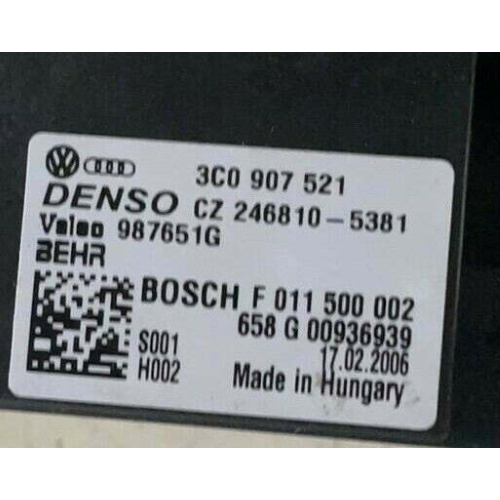 3C0 907 521
DENSO CZ 246810-5381
Valeo 987651G
BEHR
BOSCH F 011 500 002
658 G 00936939
S001 17.02.2006
H002 Made in Hungary